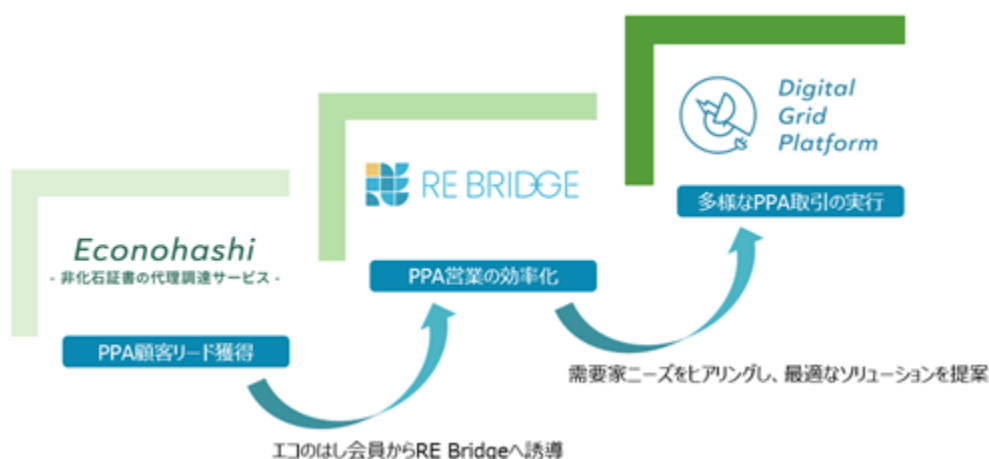 Digital
Grid
Platform
多様なPPA取引の実行
RE BRIDGE
PPA営業の効率化
Econohashi
- 非化石証書の代理調達サービス -
PPA顧客リード獲得
需要家ニーズをヒアリングし、最適なソリューションを提案
エコのはし会員からRE Bridgeへ誘導